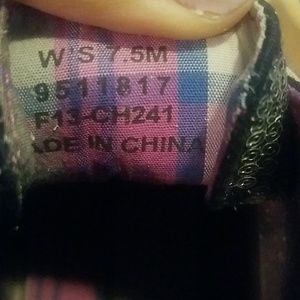 W'S 7.5M
9511817
F13-CH241
ADE IN CHINA